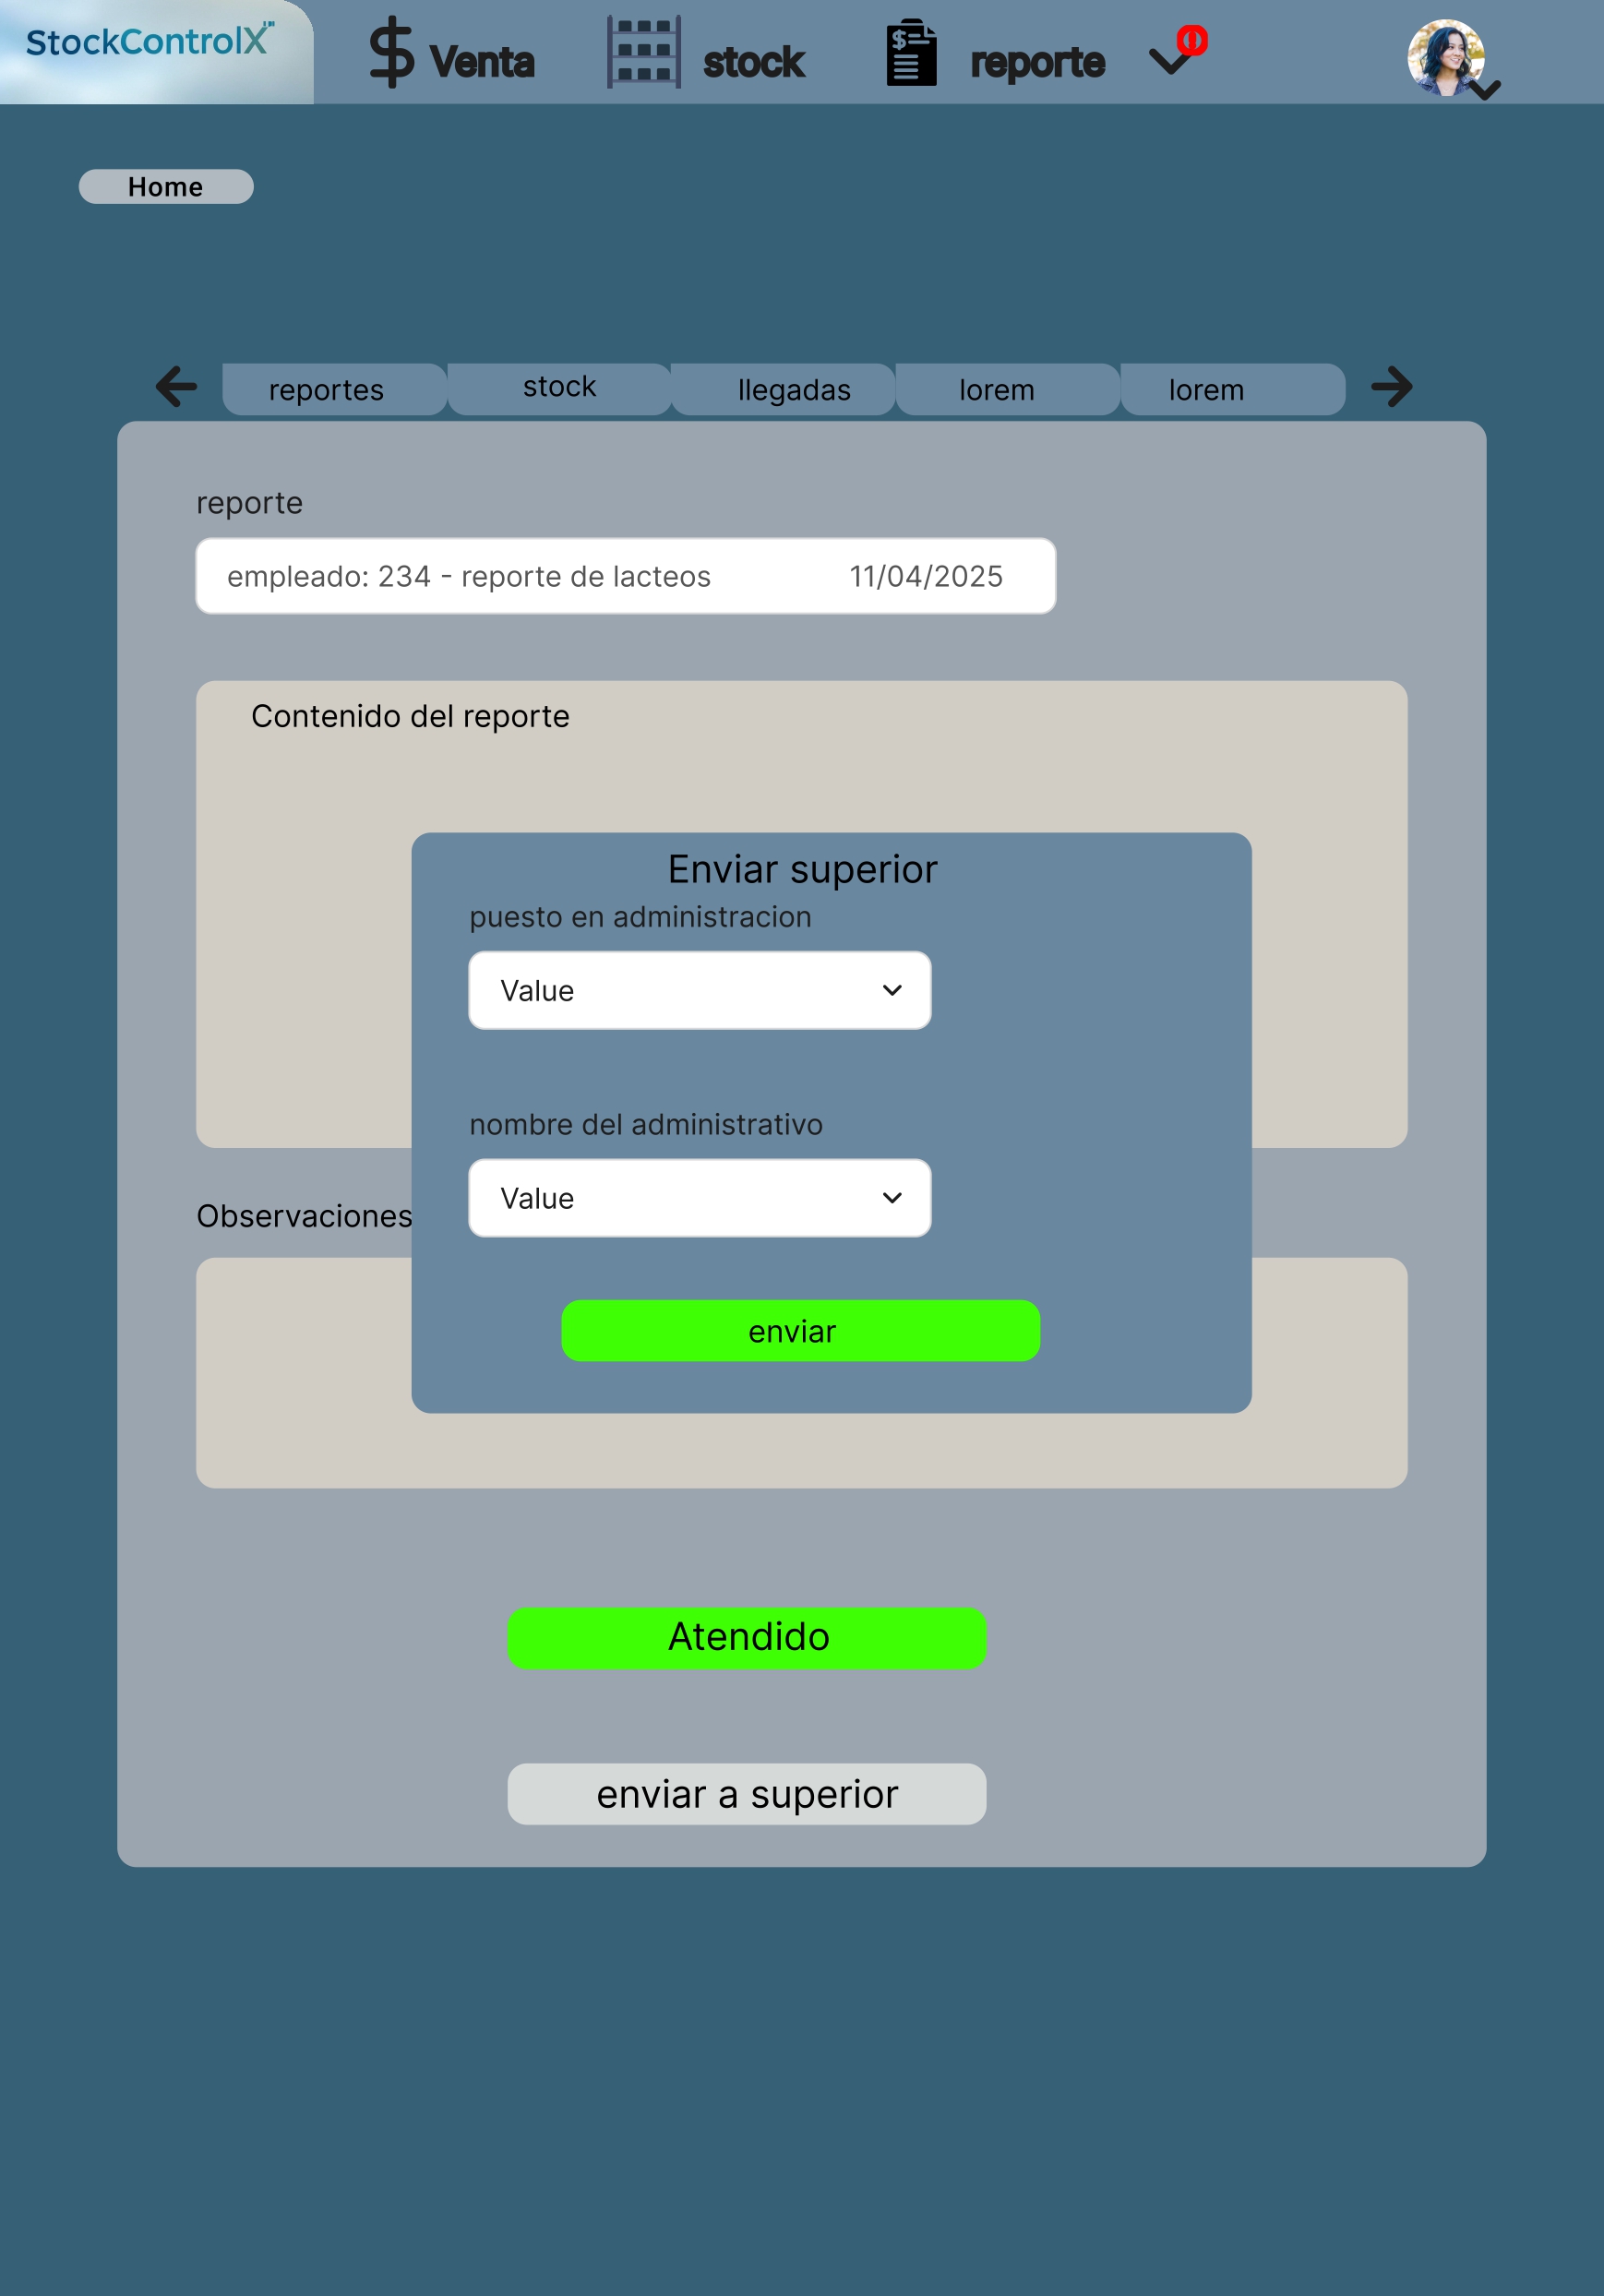 StockControlX
Venta
stock
reporte
0
Home
reportes
stock
llegadas
lorem
lorem
reporte
empleado: 234 - reporte de lacteos 11/04/2025
Contenido del reporte
Enviar superior
puesto en administracion
Value
nombre del administrativo
Value
Observaciones
enviar
Atendido
enviar a superior